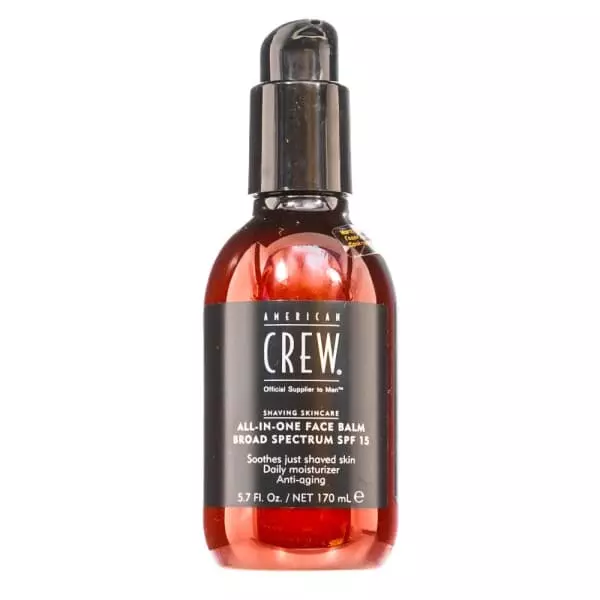 AMERICAN
CREW®
Official Supplier to Men™
SHAVING SKINCARE
ALL-IN-ONE FACE BALM
BROAD SPECTRUM SPF 15
Soothes just shaved skin
Daily moisturizer
Anti-aging
5.7 Fl. Oz. / NET 170 mL ℮